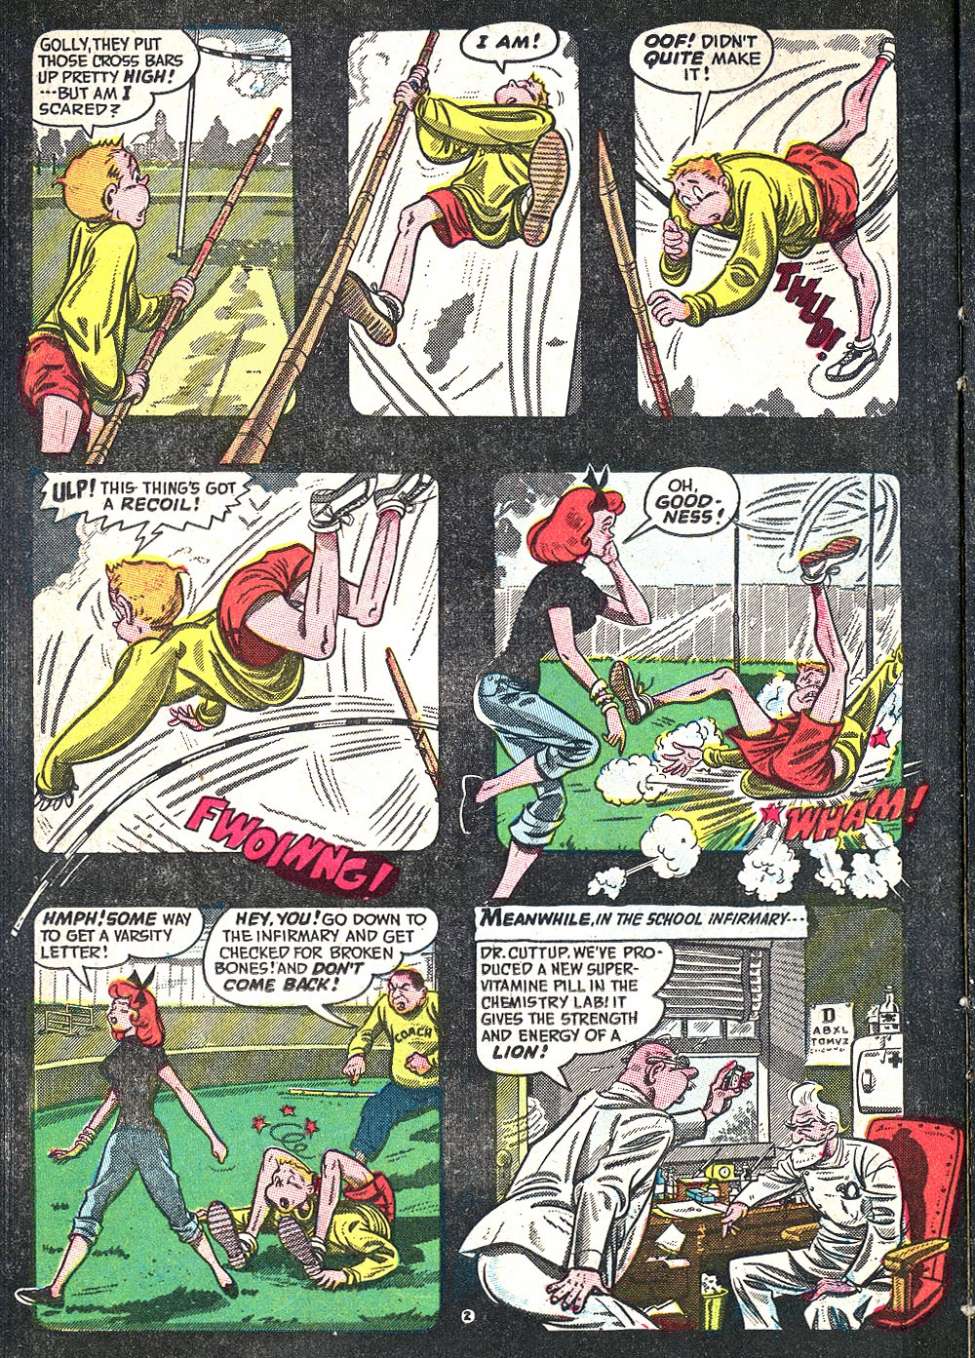 GOLLY, THEY PUT
THOSE CROSS BARS
UP PRETTY HIGH!
---BUT AM I
SCARED?
I AM!
OOF! DIDN'T
QUITE MAKE
IT!
THUD!
ULP! THIS THING'S GOT
A RECOIL!
FWOINNG!
OH,
GOOD-
NESS!
WHAM!
HMPH! SOME WAY
TO GET A VARSITY
LETTER!
HEY, YOU! GO DOWN TO
THE INFIRMARY AND GET
CHECKED FOR BROKEN
BONES! AND DON'T
COME BACK!
COACH
MEANWHILE, IN THE SCHOOL INFIRMARY---
DR. CUTTUP. WE'VE PRO-
DUCED A NEW SUPER-
VITAMINE PILL IN THE
CHEMISTRY LAB! IT
GIVES THE STRENGTH
AND ENERGY OF A
LION!
D
ABXL
TOMVZ
2